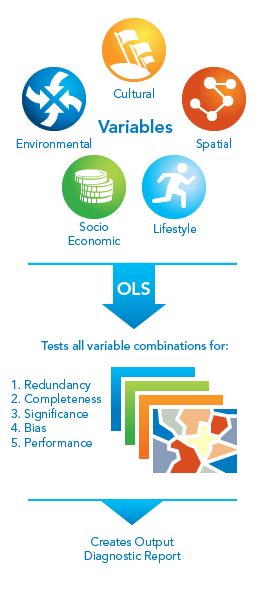 Cultural
Variables
Environmental
Spatial
Socio
Economic
Lifestyle
OLS
Tests all variable combinations for:
1. Redundancy
2. Completeness
3. Significance
4. Bias
5. Performance
Creates Output
Diagnostic Report